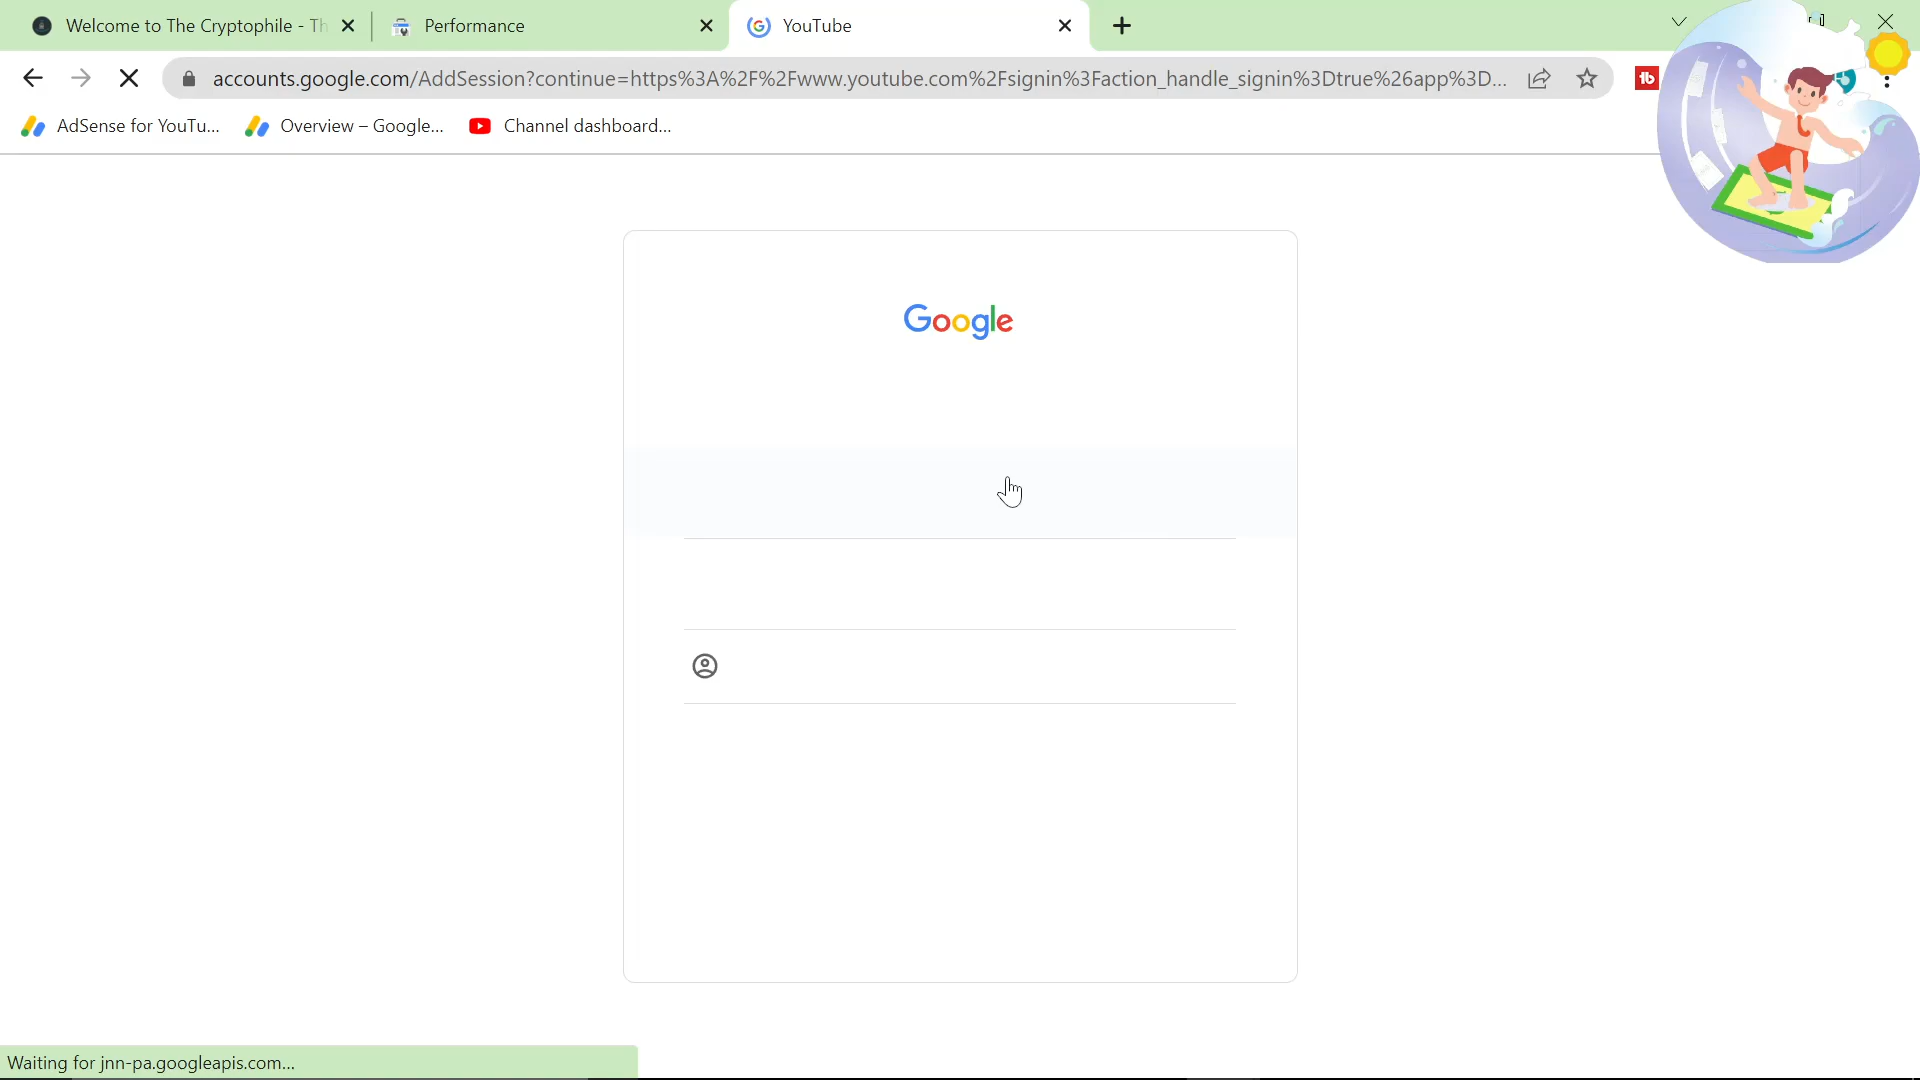 Welcome to The Cryptophile - Th
Performance
YouTube
accounts.google.com/AddSession?continue=https%3A%2F%2Fwww.youtube.com%2Fsignin%3Faction_handle_signin%3Dtrue%26app%3D...
AdSense for YouTu...
Overview – Google...
Channel dashboard...
Google
Waiting for jnn-pa.googleapis.com...